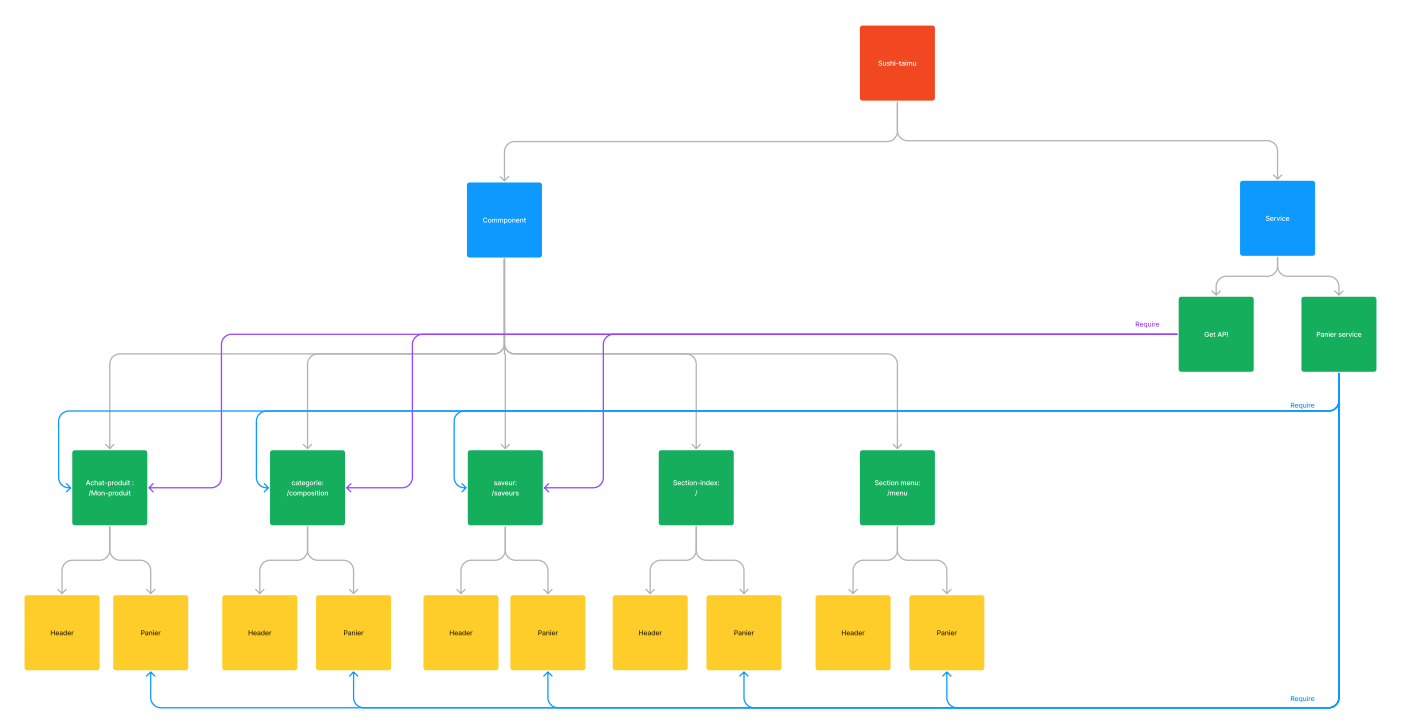 Sushi-taimu
Commponent
Service
Require
Get API
Panier service
Require
Achat-produit :
/Mon-produit
categorie:
/composition
saveur:
/saveurs
Section-index:
/
Section menu:
/menu
Header
Panier
Header
Panier
Header
Panier
Header
Panier
Header
Panier
Require